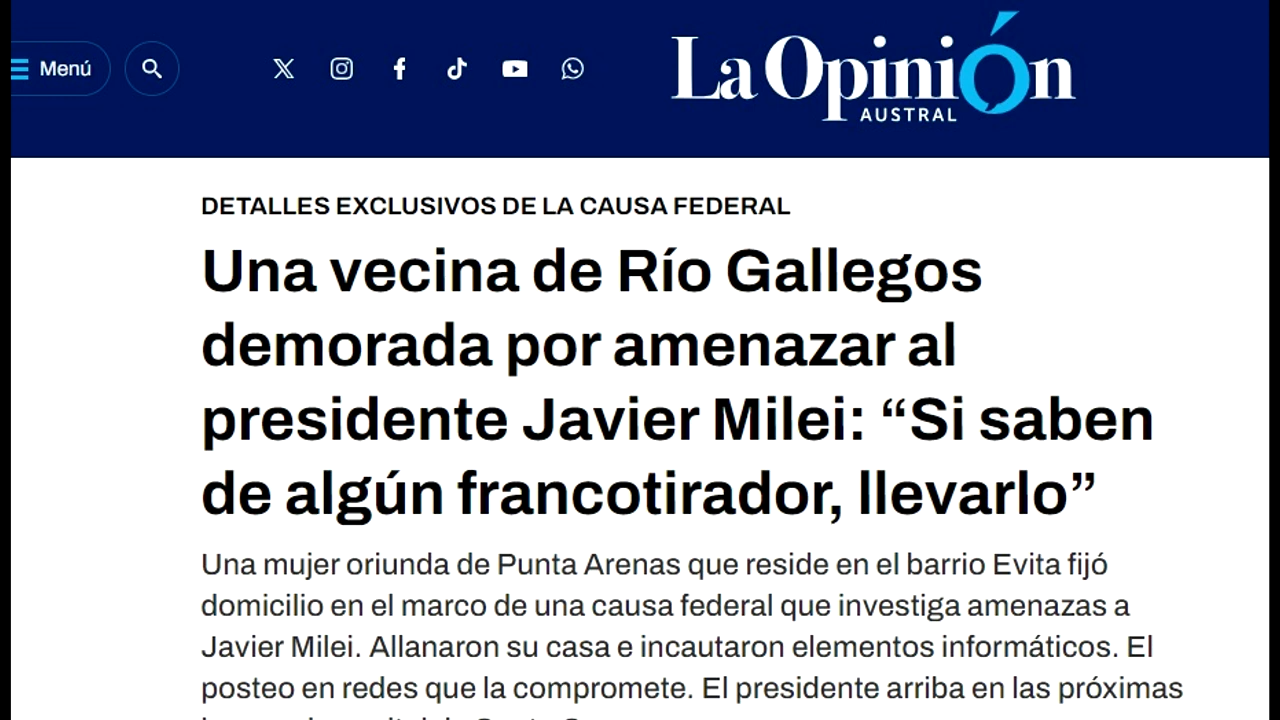 Menú
La Opinión
AUSTRAL
DETALLES EXCLUSIVOS DE LA CAUSA FEDERAL
Una vecina de Río Gallegos
demorada por amenazar al
presidente Javier Milei: “Si saben
de algún francotirador, llevarlo”
Una mujer oriunda de Punta Arenas que reside en el barrio Evita fijó
domicilio en el marco de una causa federal que investiga amenazas a
Javier Milei. Allanaron su casa e incautaron elementos informáticos. El
posteo en redes que la compromete. El presidente arriba en las próximas